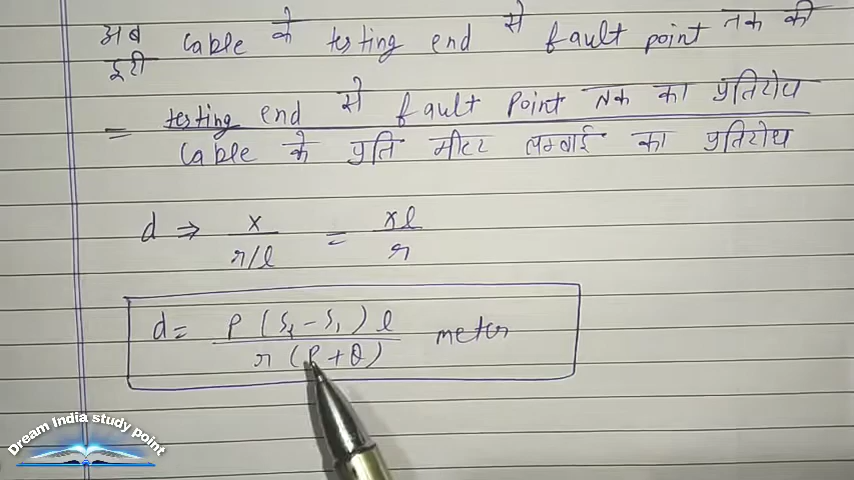 अब cable के testing end से fault point तक की
दूरी
= testing end से fault Point तक का प्रतिरोध
cable के प्रति मीटर लम्बाई का प्रतिरोध
d ⇒ x / r/l = xl / r
d = P (S₂ - S₁) l / r (P + Q) meter
Dream India study point